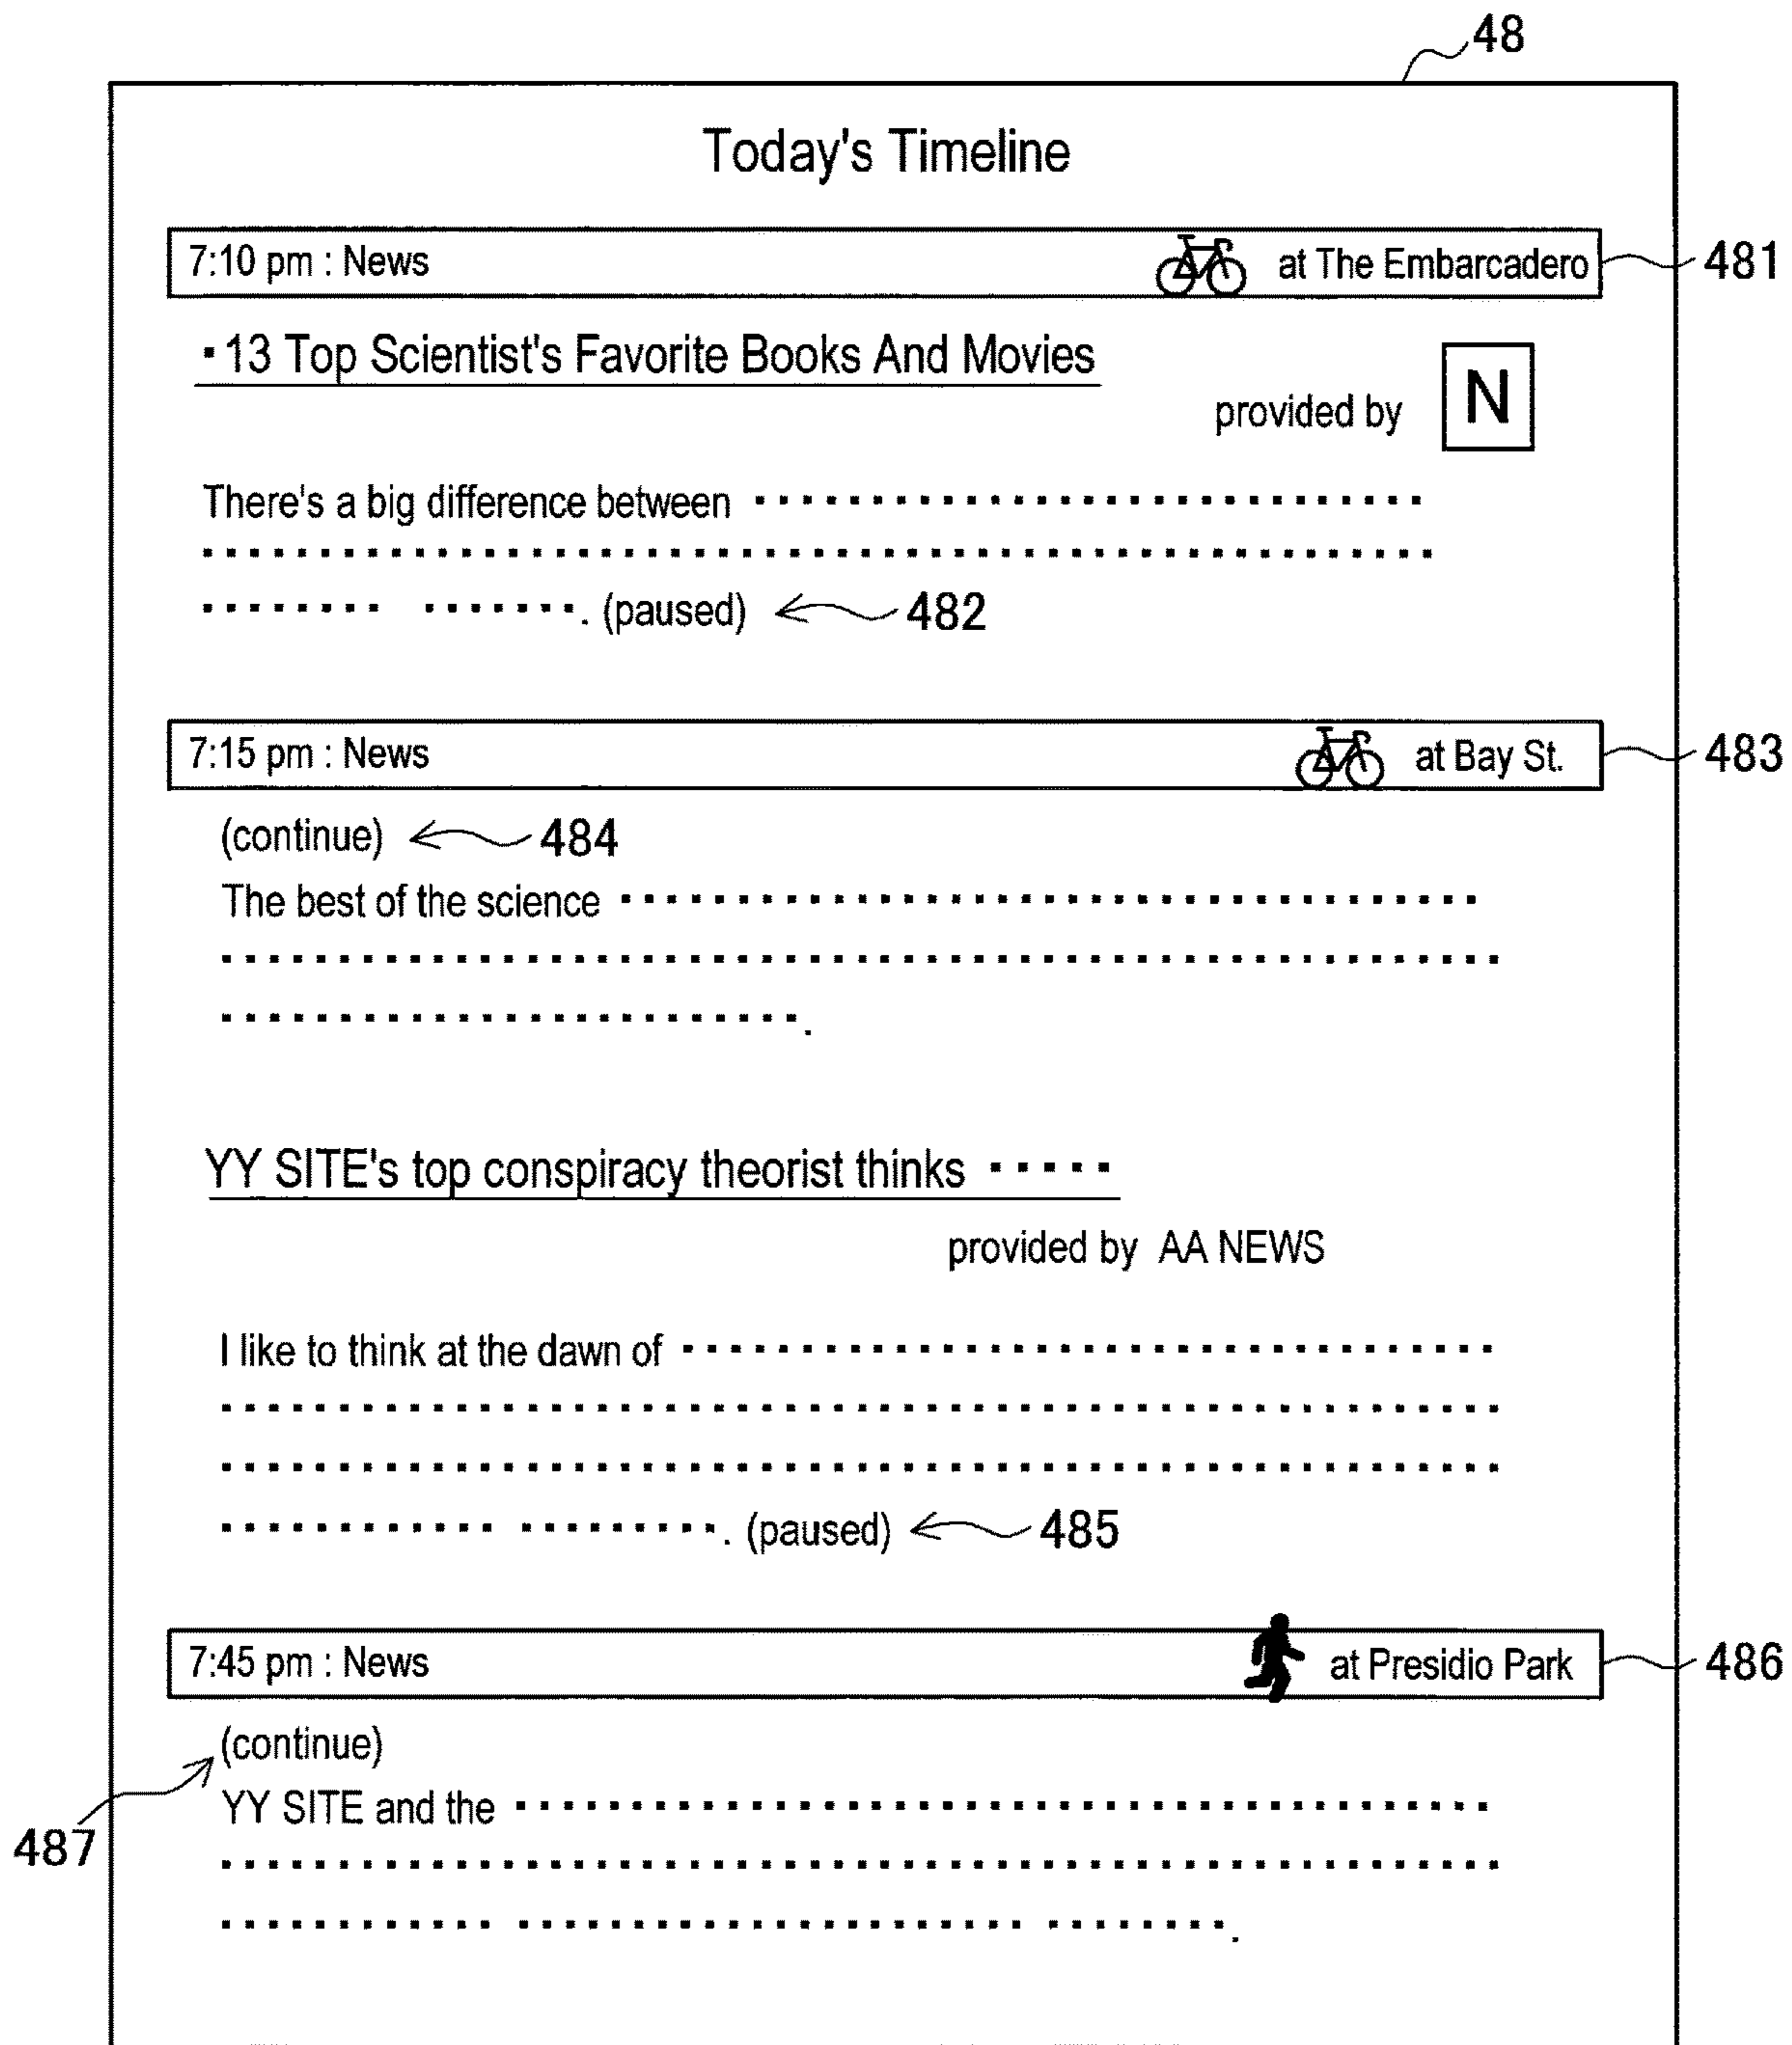 48
Today's Timeline
7:10 pm : News at The Embarcadero 481
▪13 Top Scientist's Favorite Books And Movies
provided by N
There's a big difference between
. (paused) 482
7:15 pm : News at Bay St. 483
(continue) 484
The best of the science
.
YY SITE's top conspiracy theorist thinks
provided by AA NEWS
I like to think at the dawn of
. (paused) 485
7:45 pm : News at Presidio Park 486
(continue)
YY SITE and the
487
.